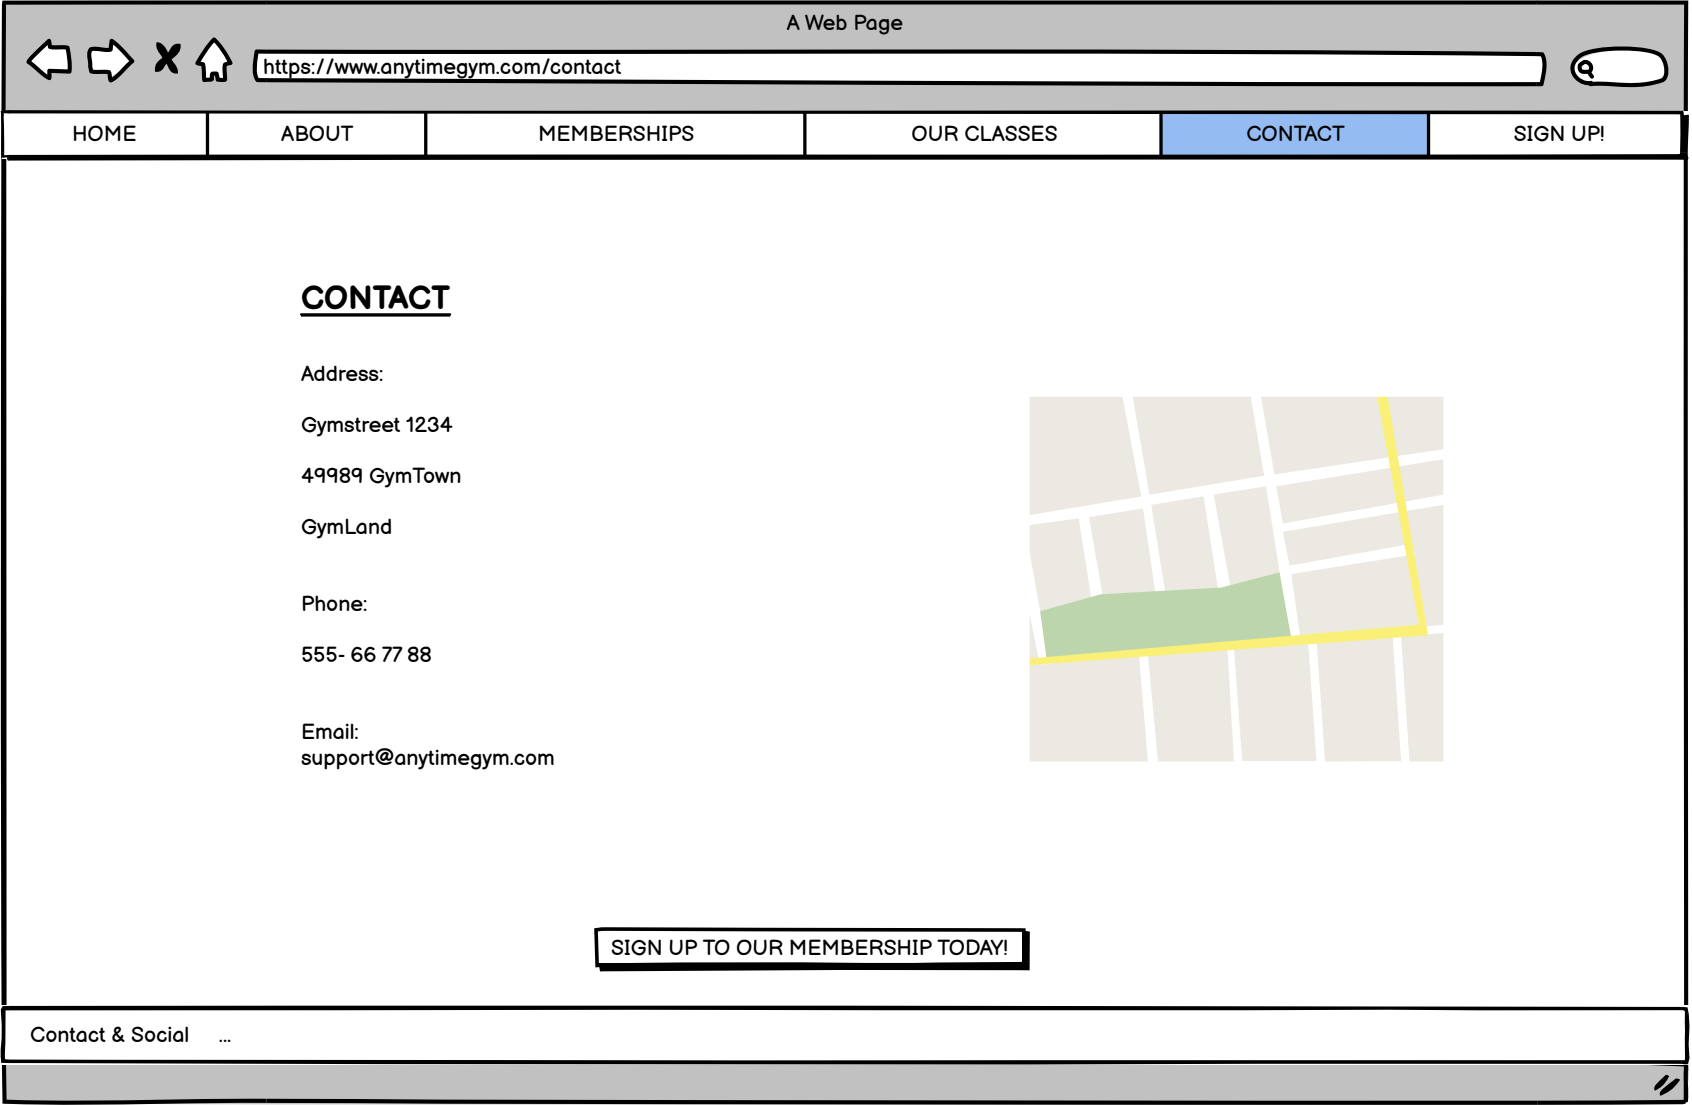 A Web Page
https://www.anytimegym.com/contact
HOME ABOUT MEMBERSHIPS OUR CLASSES CONTACT SIGN UP!
CONTACT
Address:
Gymstreet 1234
49989 GymTown
GymLand
Phone:
555- 66 77 88
Email:
support@anytimegym.com
SIGN UP TO OUR MEMBERSHIP TODAY!
Contact & Social ...